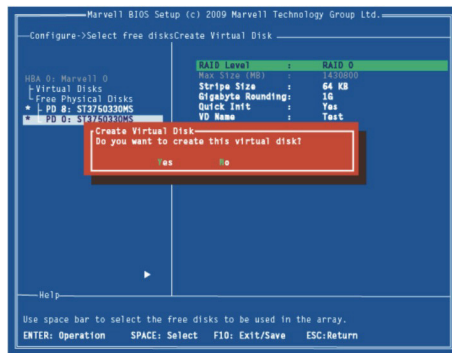 Marvell BIOS Setup (c) 2009 Marvell Technology Group Ltd.
Configure->Select free disksCreate Virtual Disk
HBA 0: Marvell 0
Virtual Disks
Free Physical Disks
* PD 8: ST3750330MS
* PD 0: ST3750330MS
RAID Level : RAID 0
Max Size (MB) : 1430800
Stripe Size : 64 KB
Gigabyte Rounding: 1G
Quick Init : Yes
VD Name : Test
Create Virtual Disk
Do you want to create this virtual disk?
Yes No
Help
Use space bar to select the free disks to be used in the array.
ENTER: Operation SPACE: Select F10: Exit/Save ESC:Return